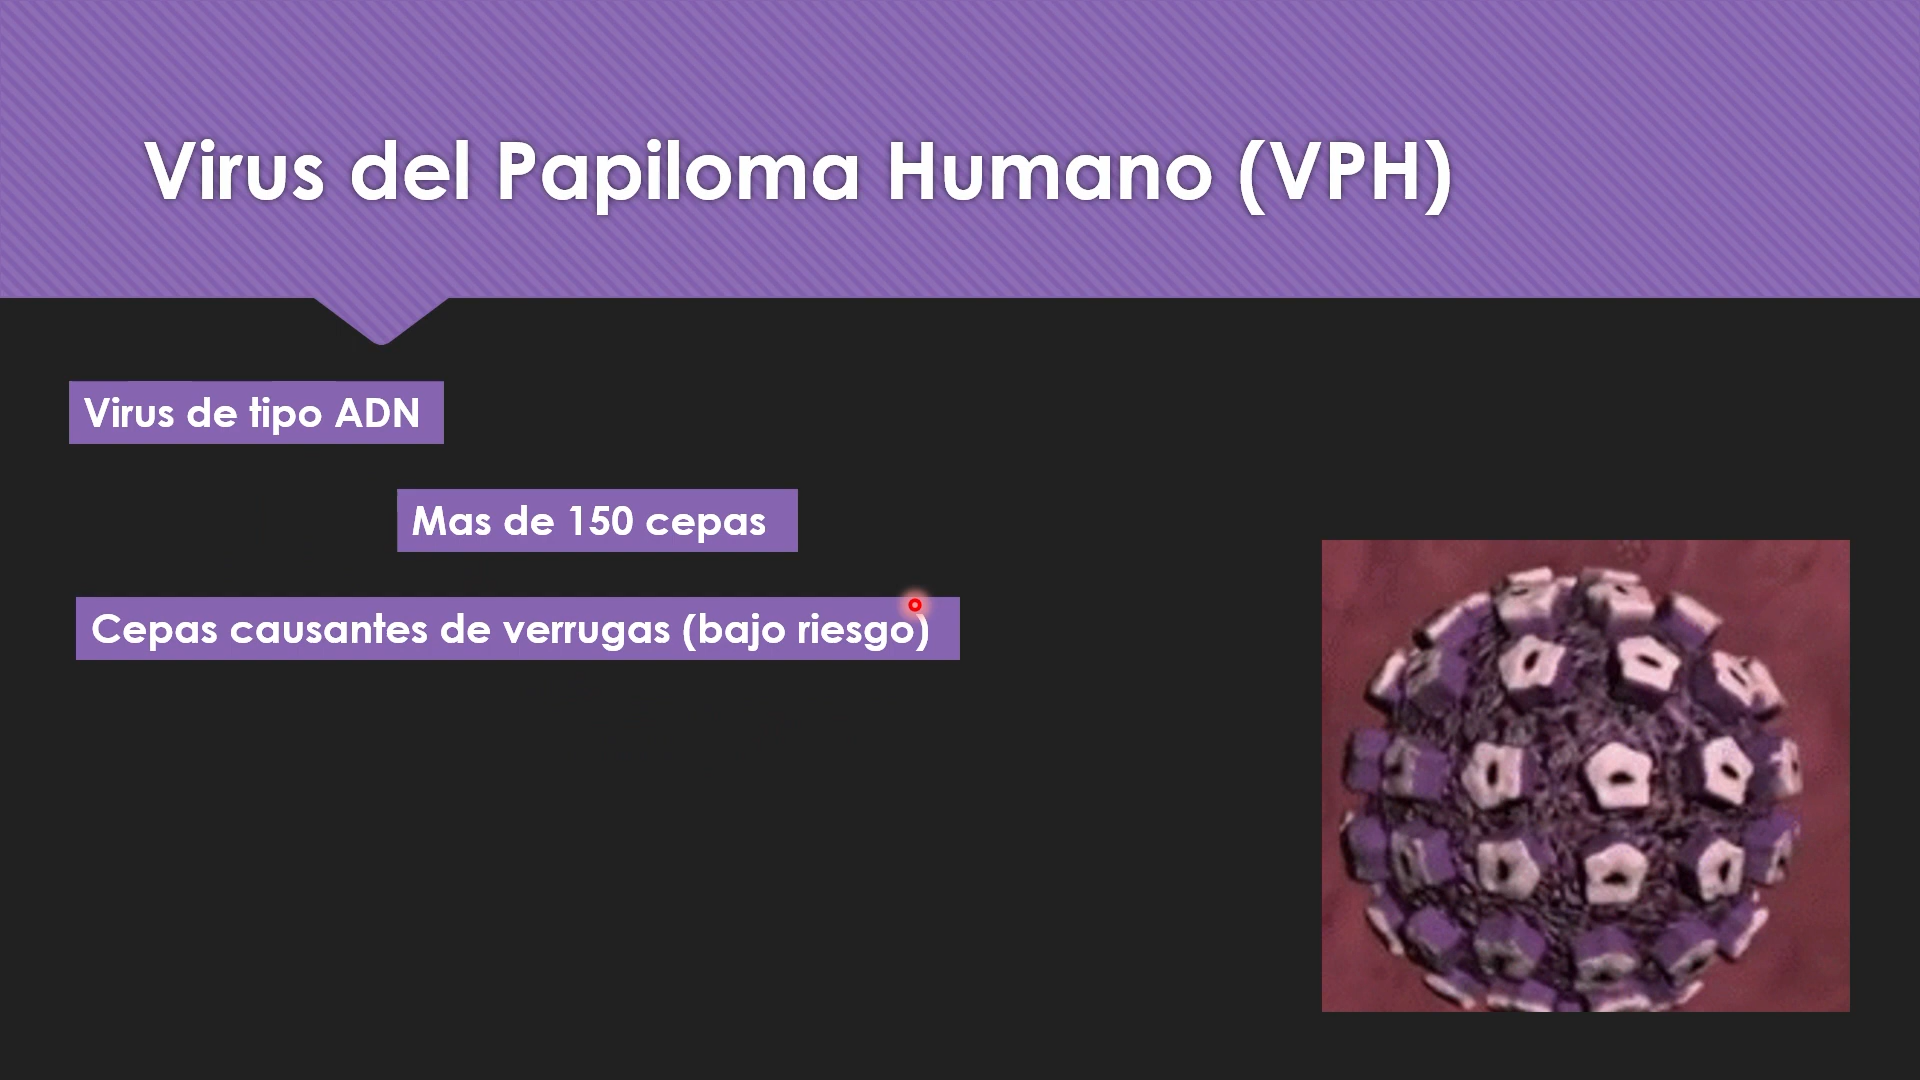 Virus del Papiloma Humano (VPH)
Virus de tipo ADN
Mas de 150 cepas
Cepas causantes de verrugas (bajo riesgo)